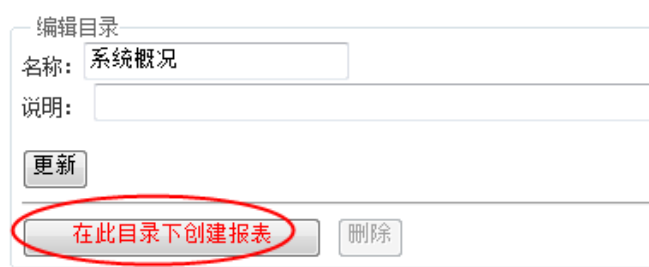 编辑目录
名称：系统概况
说明：
更新
在此目录下创建报表 删除